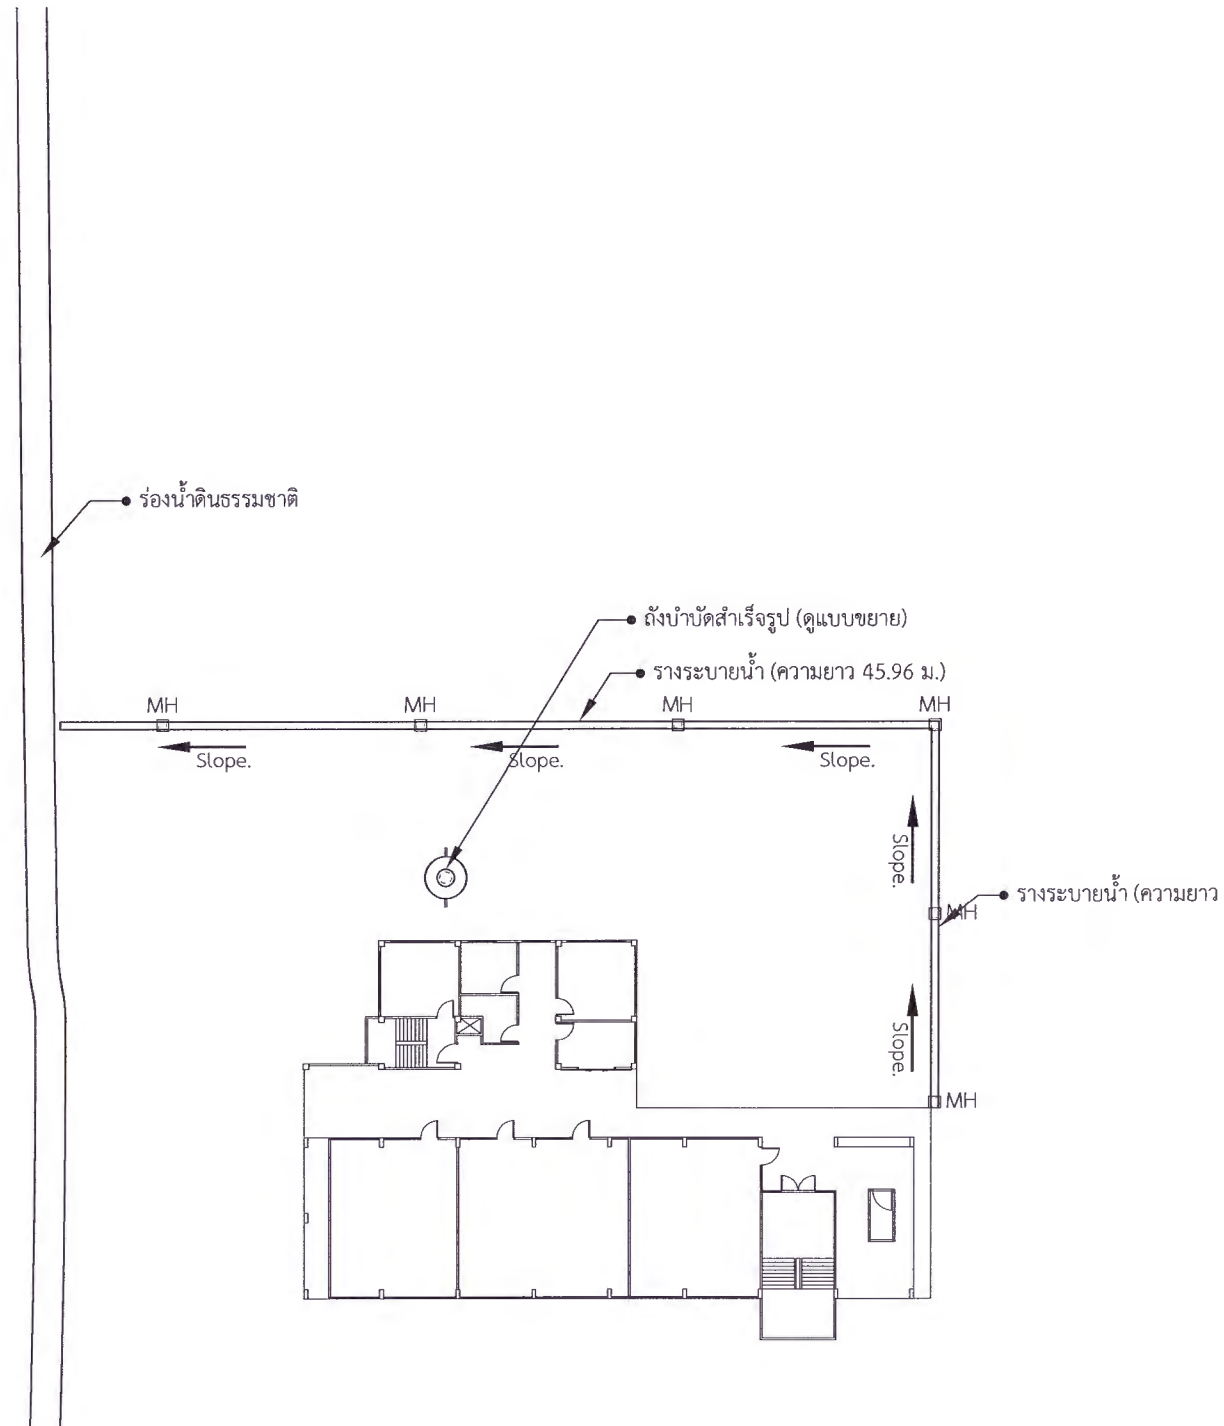 ร่องน้ำดินธรรมชาติ
ถังบำบัดสำเร็จรูป (ดูแบบขยาย)
รางระบายน้ำ (ความยาว 45.96 ม.)
MH
MH
MH
MH
Slope.
Slope.
Slope.
Slope.
รางระบายน้ำ (ความยาว
MH
Slope.
MH